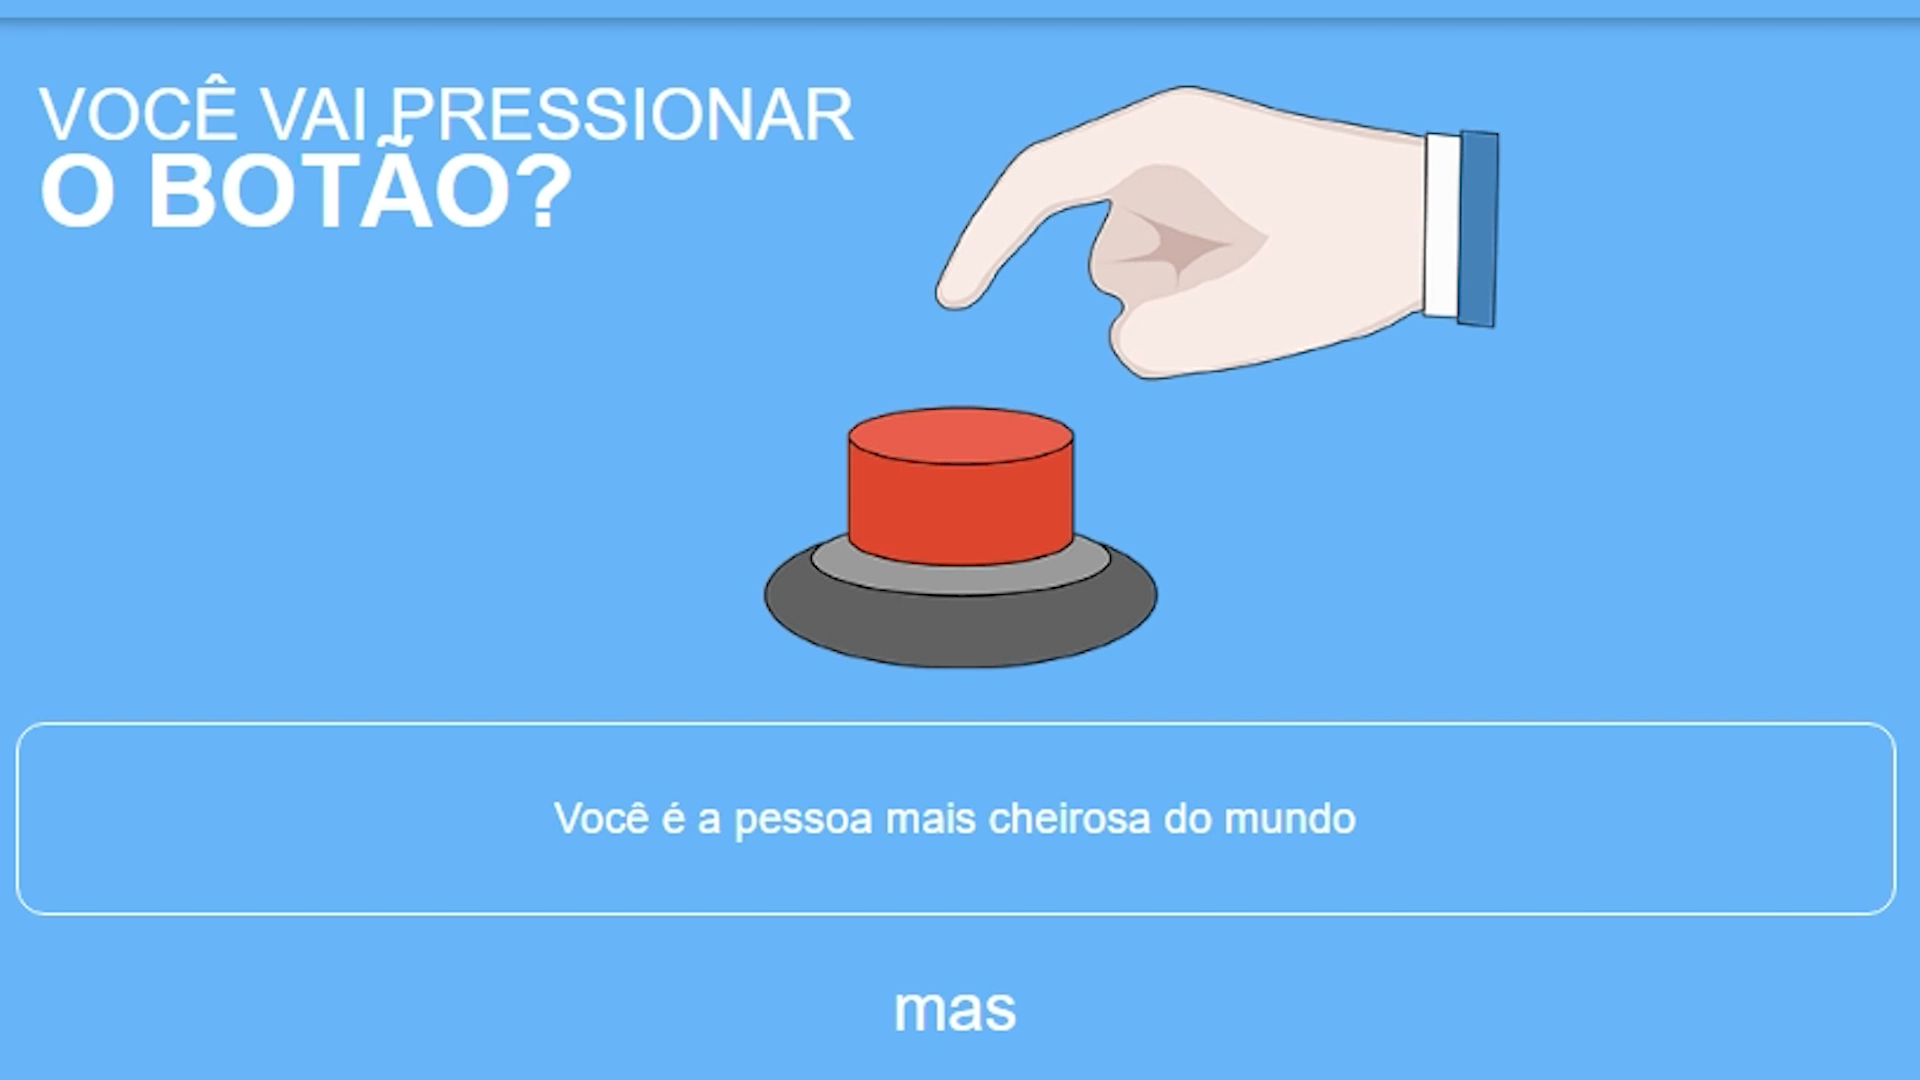 VOCÊ VAI PRESSIONAR
O BOTÃO?
Você é a pessoa mais cheirosa do mundo
mas